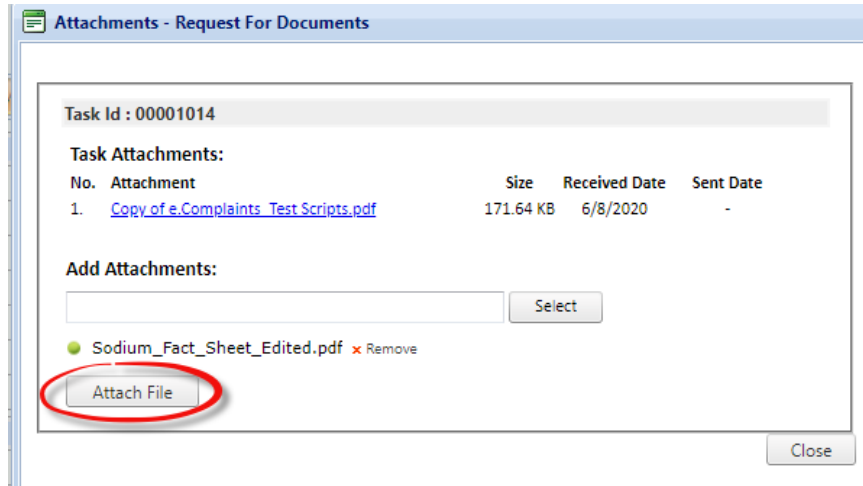 Attachments - Request For Documents
Task Id : 00001014
Task Attachments:
No. Attachment Size Received Date Sent Date
1. Copy of e.Complaints_Test Scripts.pdf 171.64 KB 6/8/2020 -
Add Attachments:
Select
Sodium_Fact_Sheet_Edited.pdf x Remove
Attach File
Close